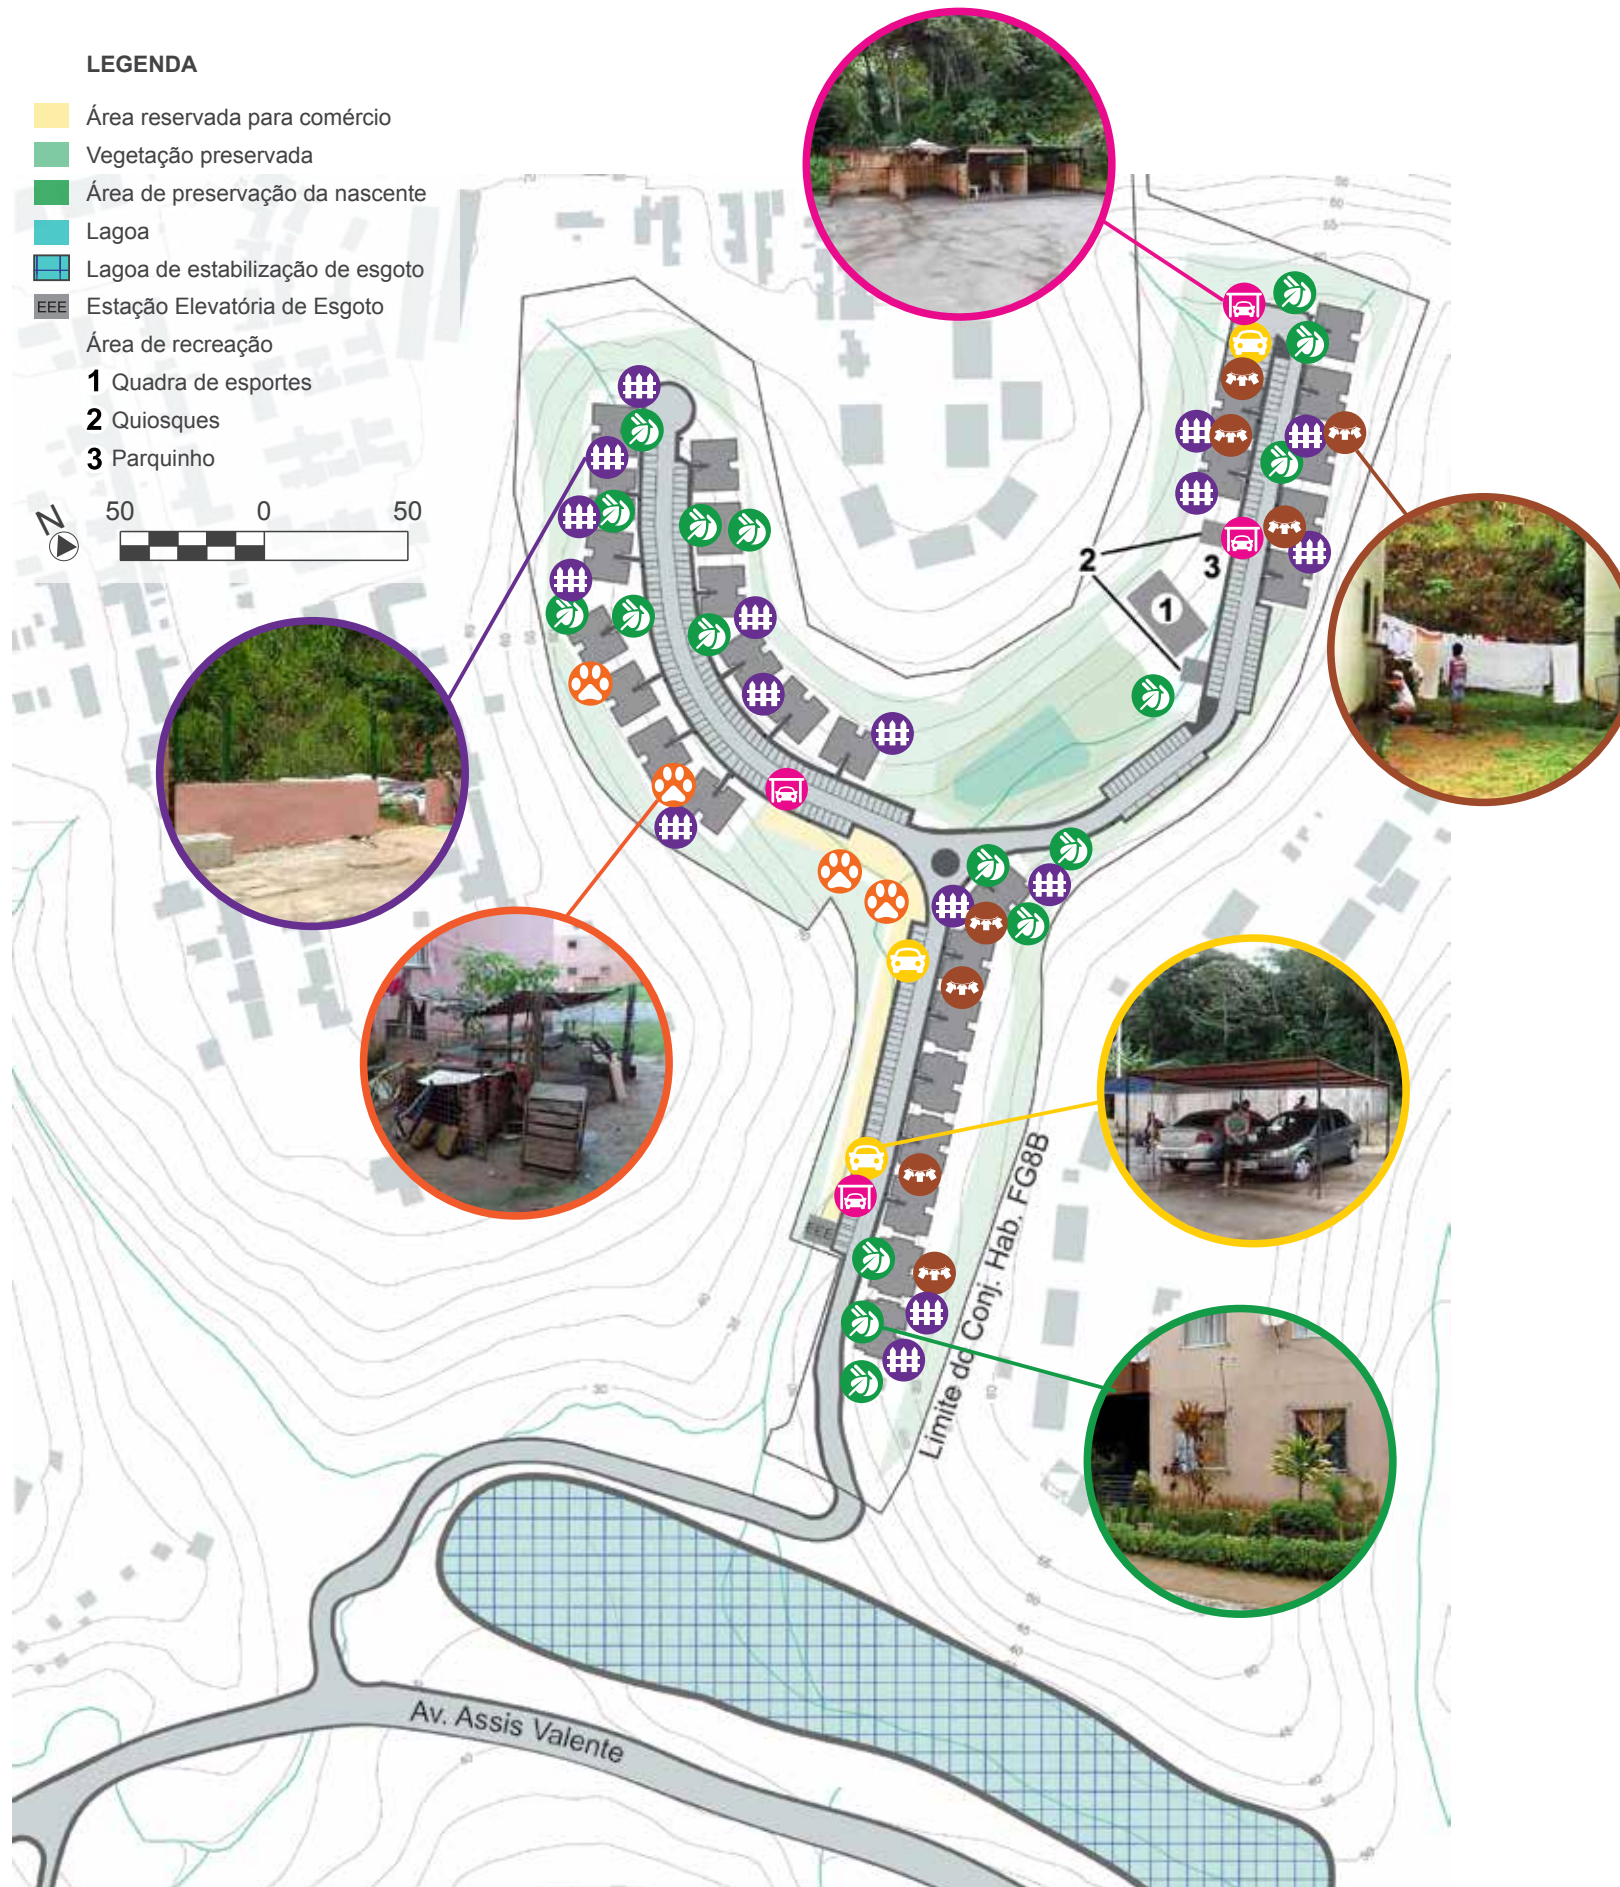 LEGENDA
Área reservada para comércio
Vegetação preservada
Área de preservação da nascente
Lagoa
Lagoa de estabilização de esgoto
EEE Estação Elevatória de Esgoto
Área de recreação
1 Quadra de esportes
2 Quiosques
3 Parquinho
N
50 0 50
2
3
1
EEE
Limite do Conj. Hab. FG8B
Av. Assis Valente